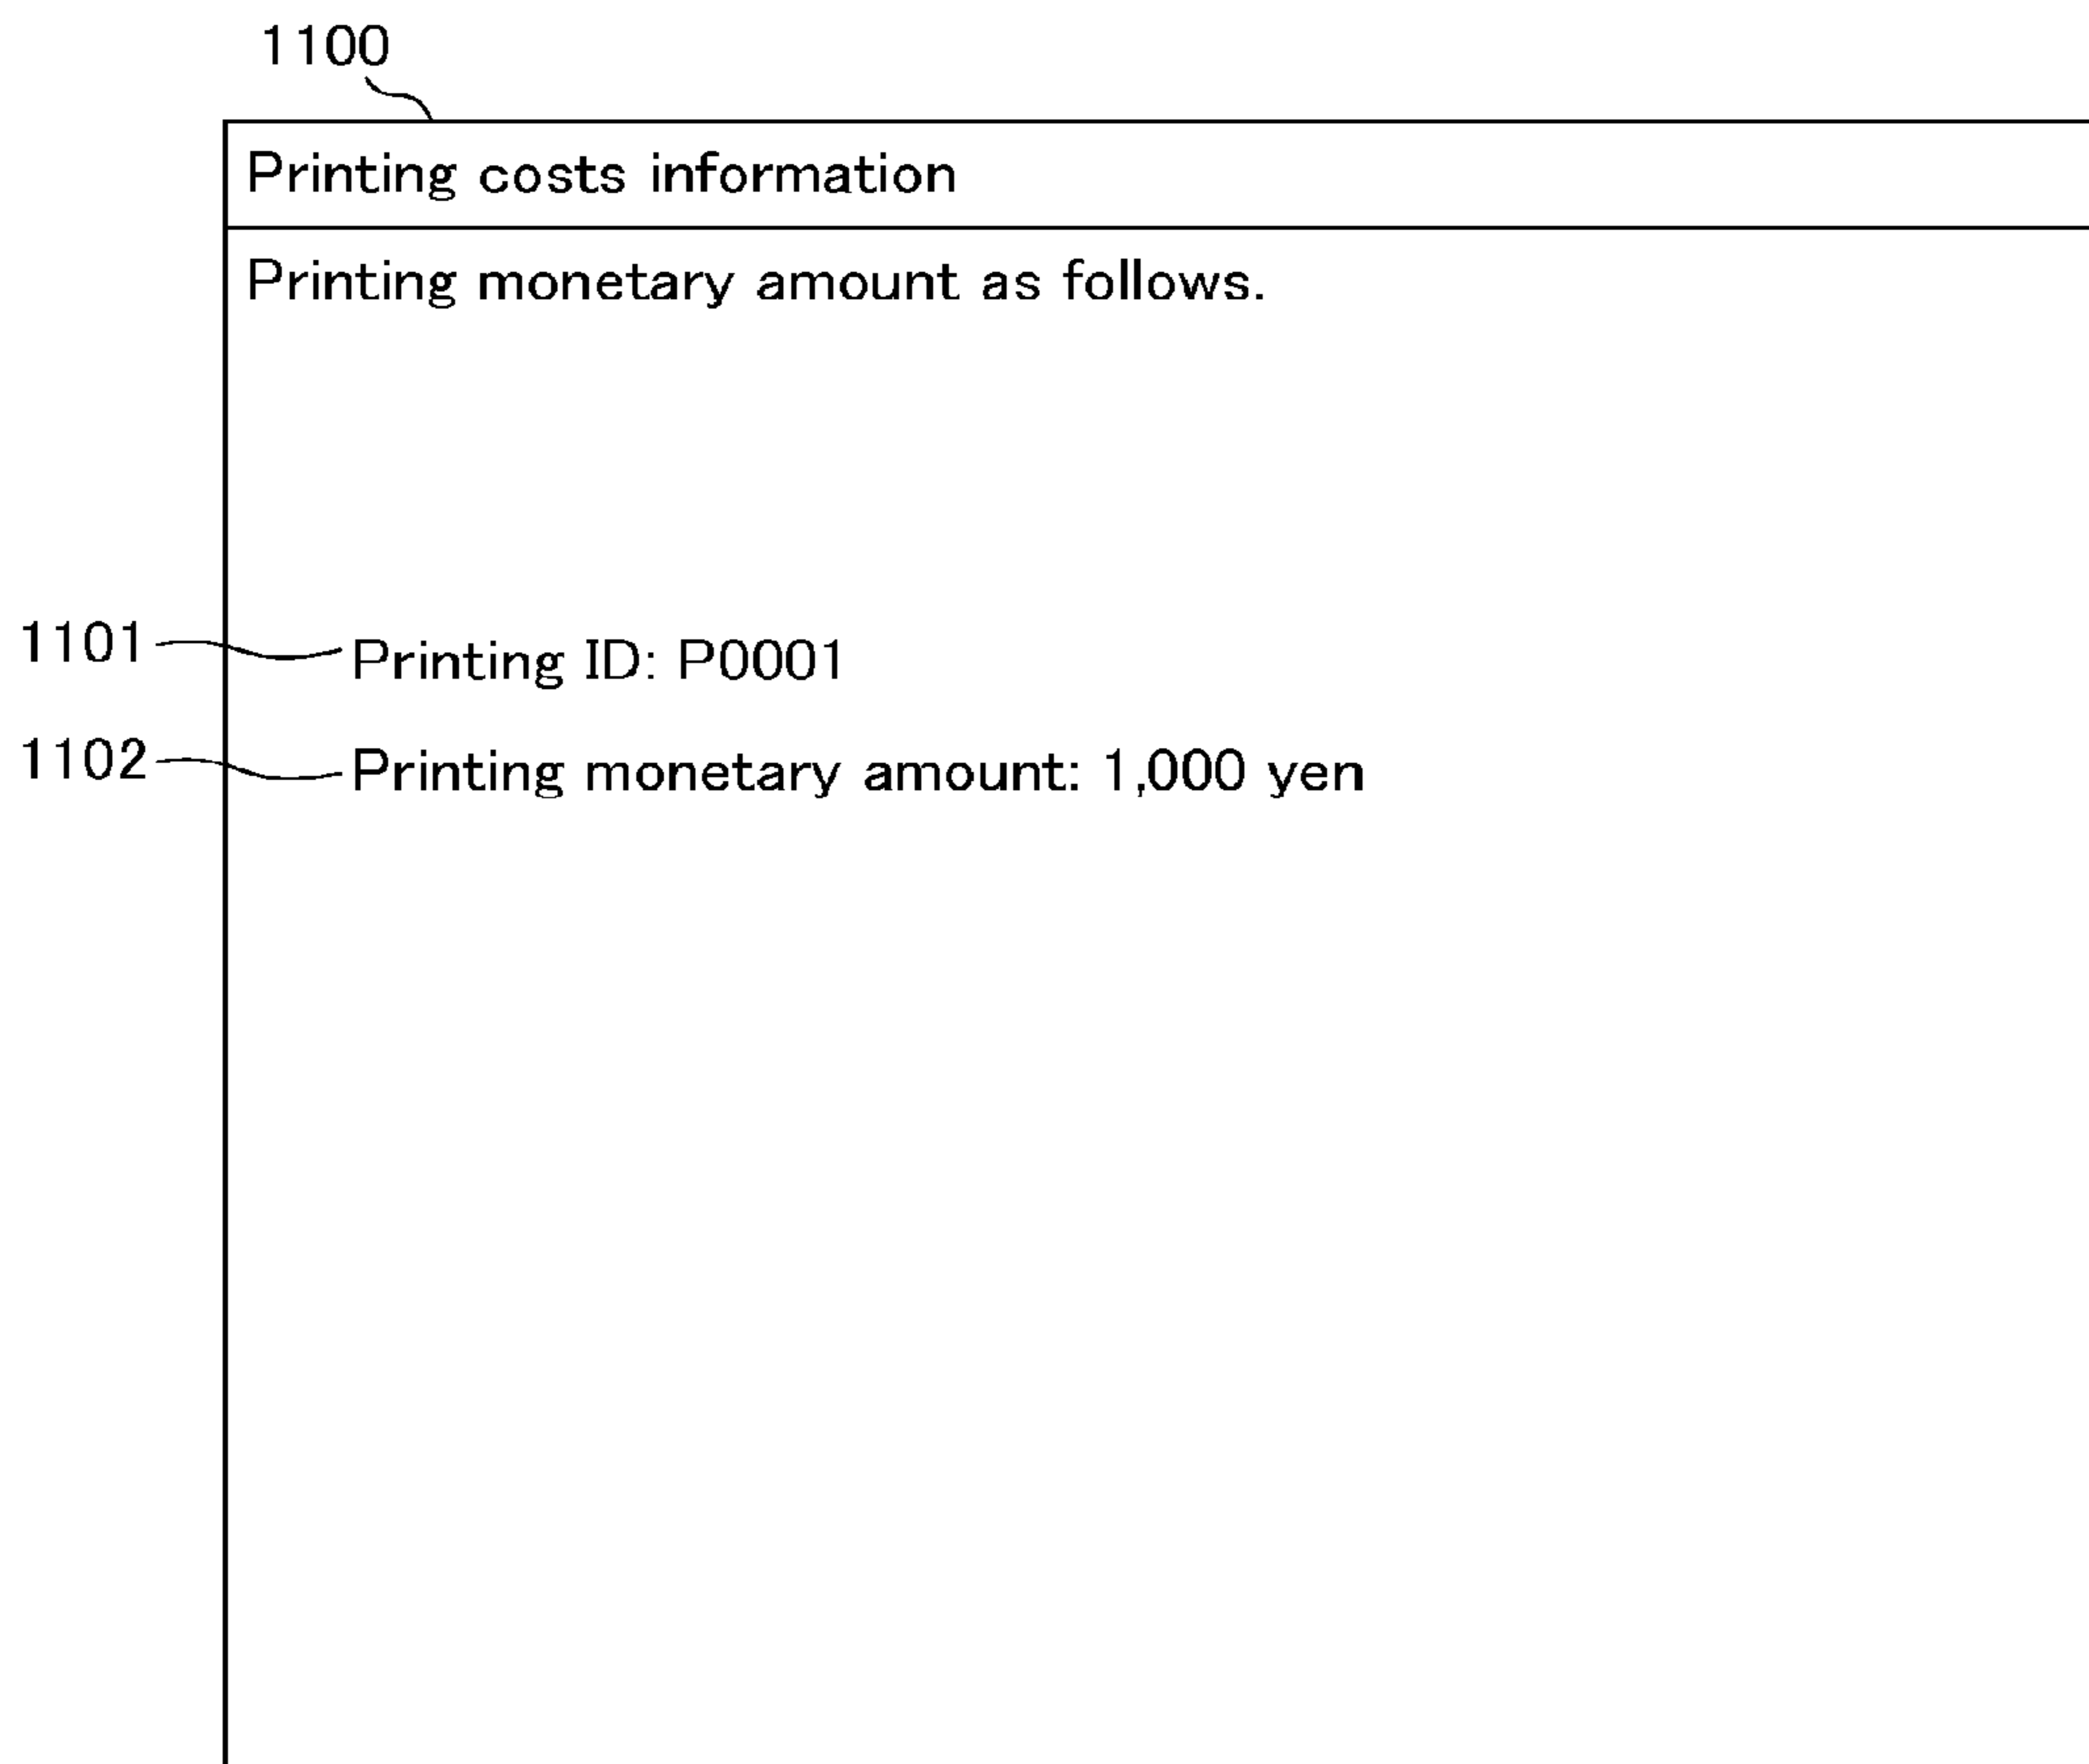 1100
Printing costs information
Printing monetary amount as follows.
1101 Printing ID: P0001
1102 Printing monetary amount: 1,000 yen